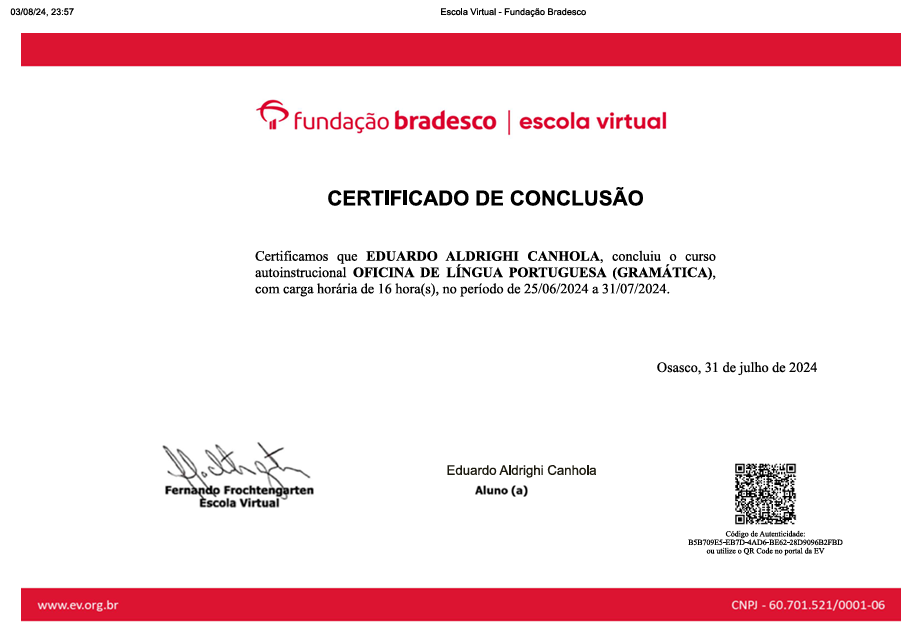 03/08/24, 23:57
Escola Virtual - Fundação Bradesco
fundação bradesco | escola virtual
CERTIFICADO DE CONCLUSÃO
Certificamos que EDUARDO ALDRIGHI CANHOLA, concluiu o curso
autoinstrucional OFICINA DE LÍNGUA PORTUGUESA (GRAMÁTICA),
com carga horária de 16 hora(s), no período de 25/06/2024 a 31/07/2024.
Osasco, 31 de julho de 2024
Fernando Frochtengarten
Escola Virtual
Eduardo Aldrighi Canhola
Aluno (a)
Código de Autenticidade:
B5B709E5-EB7D-4AD6-BE62-28D9096B2FBD
ou utilize o QR Code no portal da EV
www.ev.org.br
CNPJ - 60.701.521/0001-06